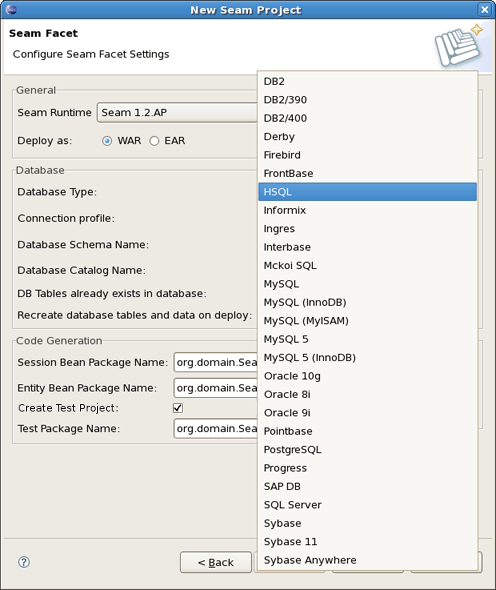 New Seam Project
Seam Facet
Configure Seam Facet Settings
General
Seam Runtime
Seam 1.2.AP
Deploy as:
WAR
EAR
Database
Database Type:
Connection profile:
Database Schema Name:
Database Catalog Name:
DB Tables already exists in database:
Recreate database tables and data on deploy:
Code Generation
Session Bean Package Name:
org.domain.Sea
Entity Bean Package Name:
org.domain.Sea
Create Test Project:
Test Package Name:
org.domain.Sea
DB2
DB2/390
DB2/400
Derby
Firebird
FrontBase
HSQL
Informix
Ingres
Interbase
Mckoi SQL
MySQL
MySQL (InnoDB)
MySQL (MyISAM)
MySQL 5
MySQL 5 (InnoDB)
Oracle 10g
Oracle 8i
Oracle 9i
Pointbase
PostgreSQL
Progress
SAP DB
SQL Server
Sybase
Sybase 11
Sybase Anywhere
?
< Back